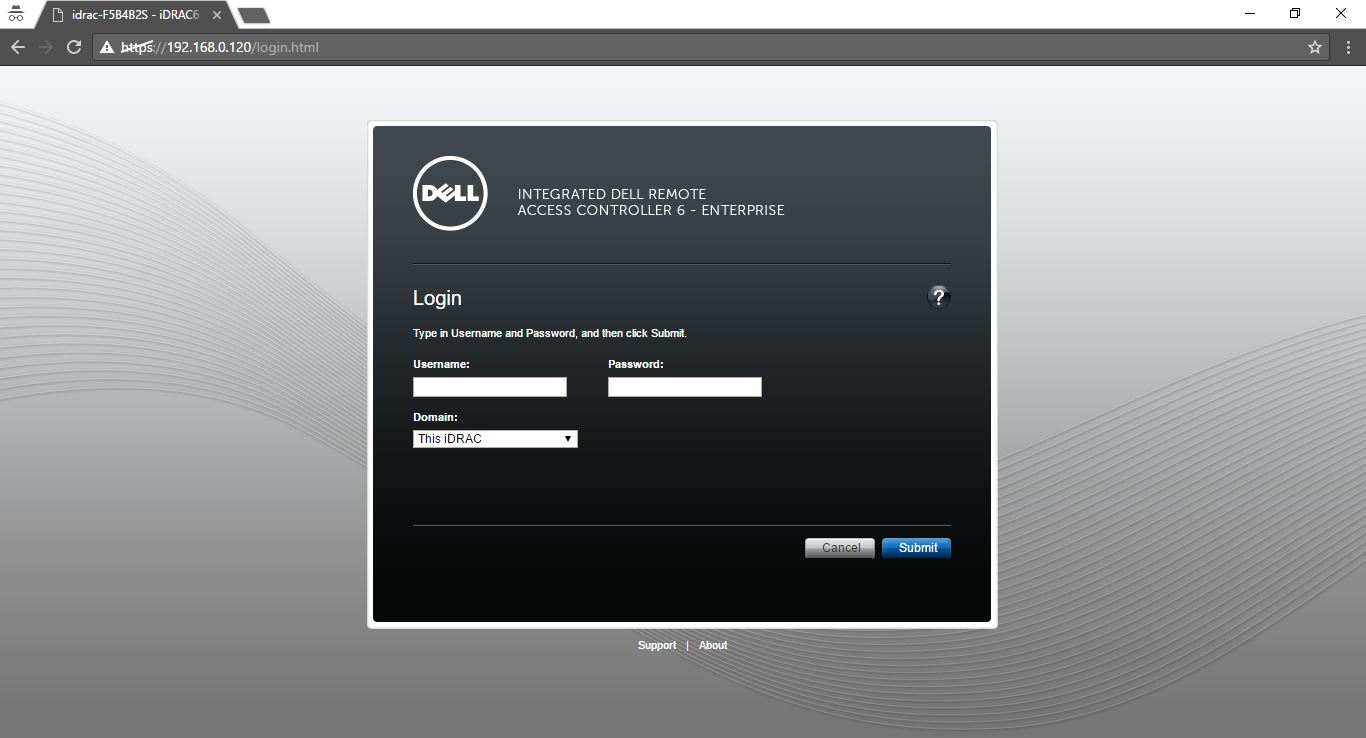 idrac-F5B4B2S - iDRAC6
https://192.168.0.120/login.html
DELL
INTEGRATED DELL REMOTE
ACCESS CONTROLLER 6 - ENTERPRISE
Login
?
Type in Username and Password, and then click Submit.
Username: Password:
Domain:
This iDRAC
Cancel Submit
Support | About